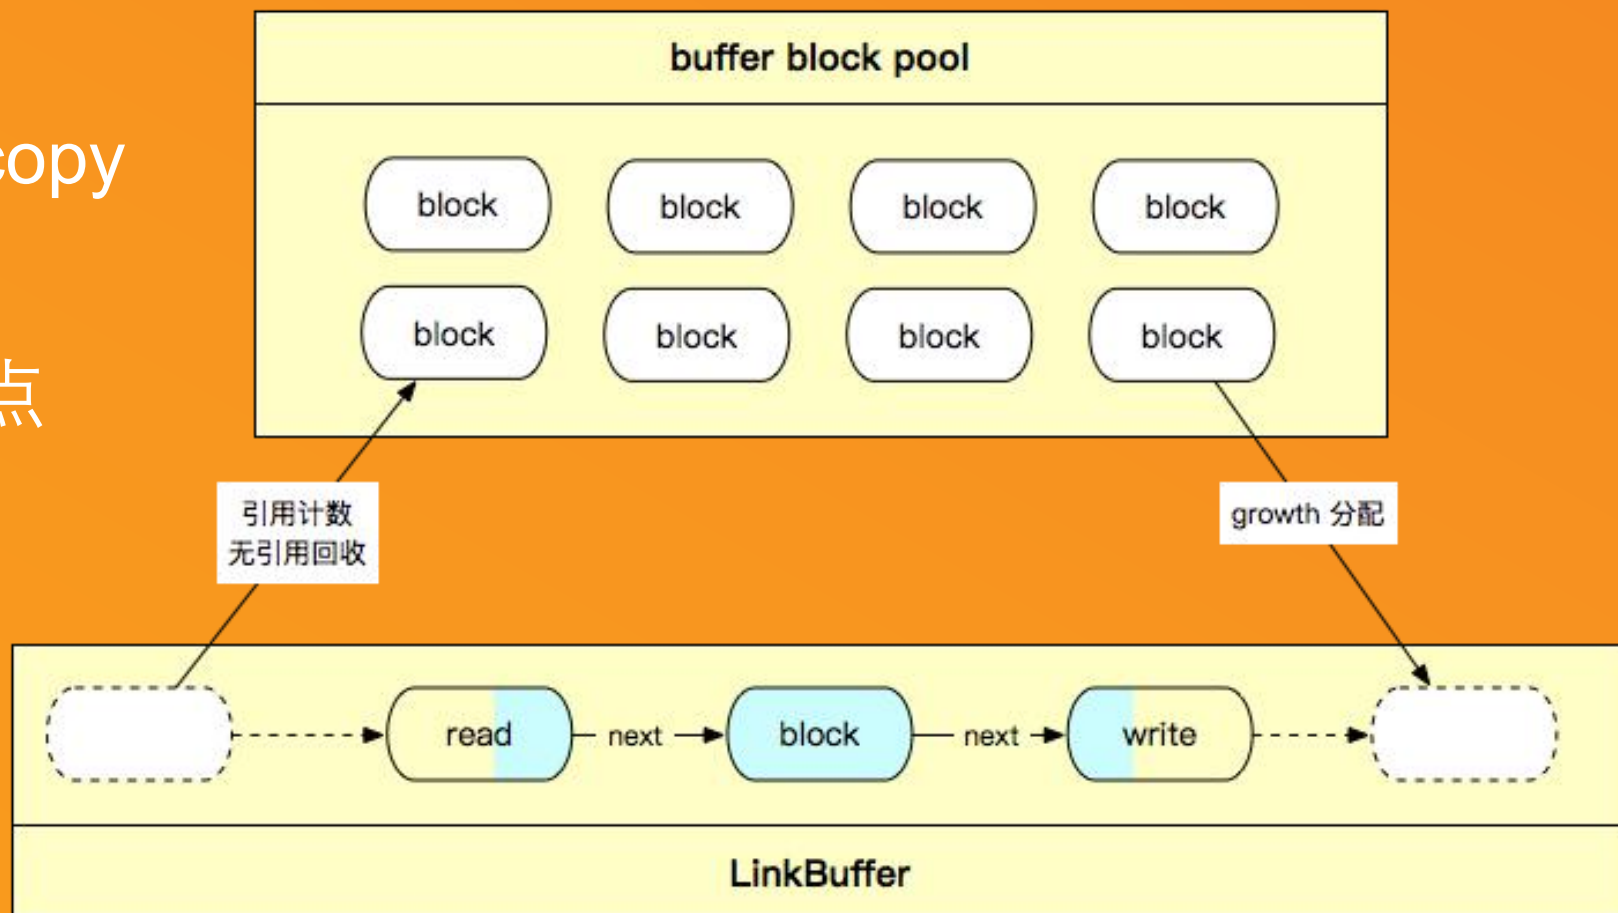 buffer block pool
copy
block block block block
block block block block
点
引用计数
无引用回收
growth 分配
read next block next write
LinkBuffer